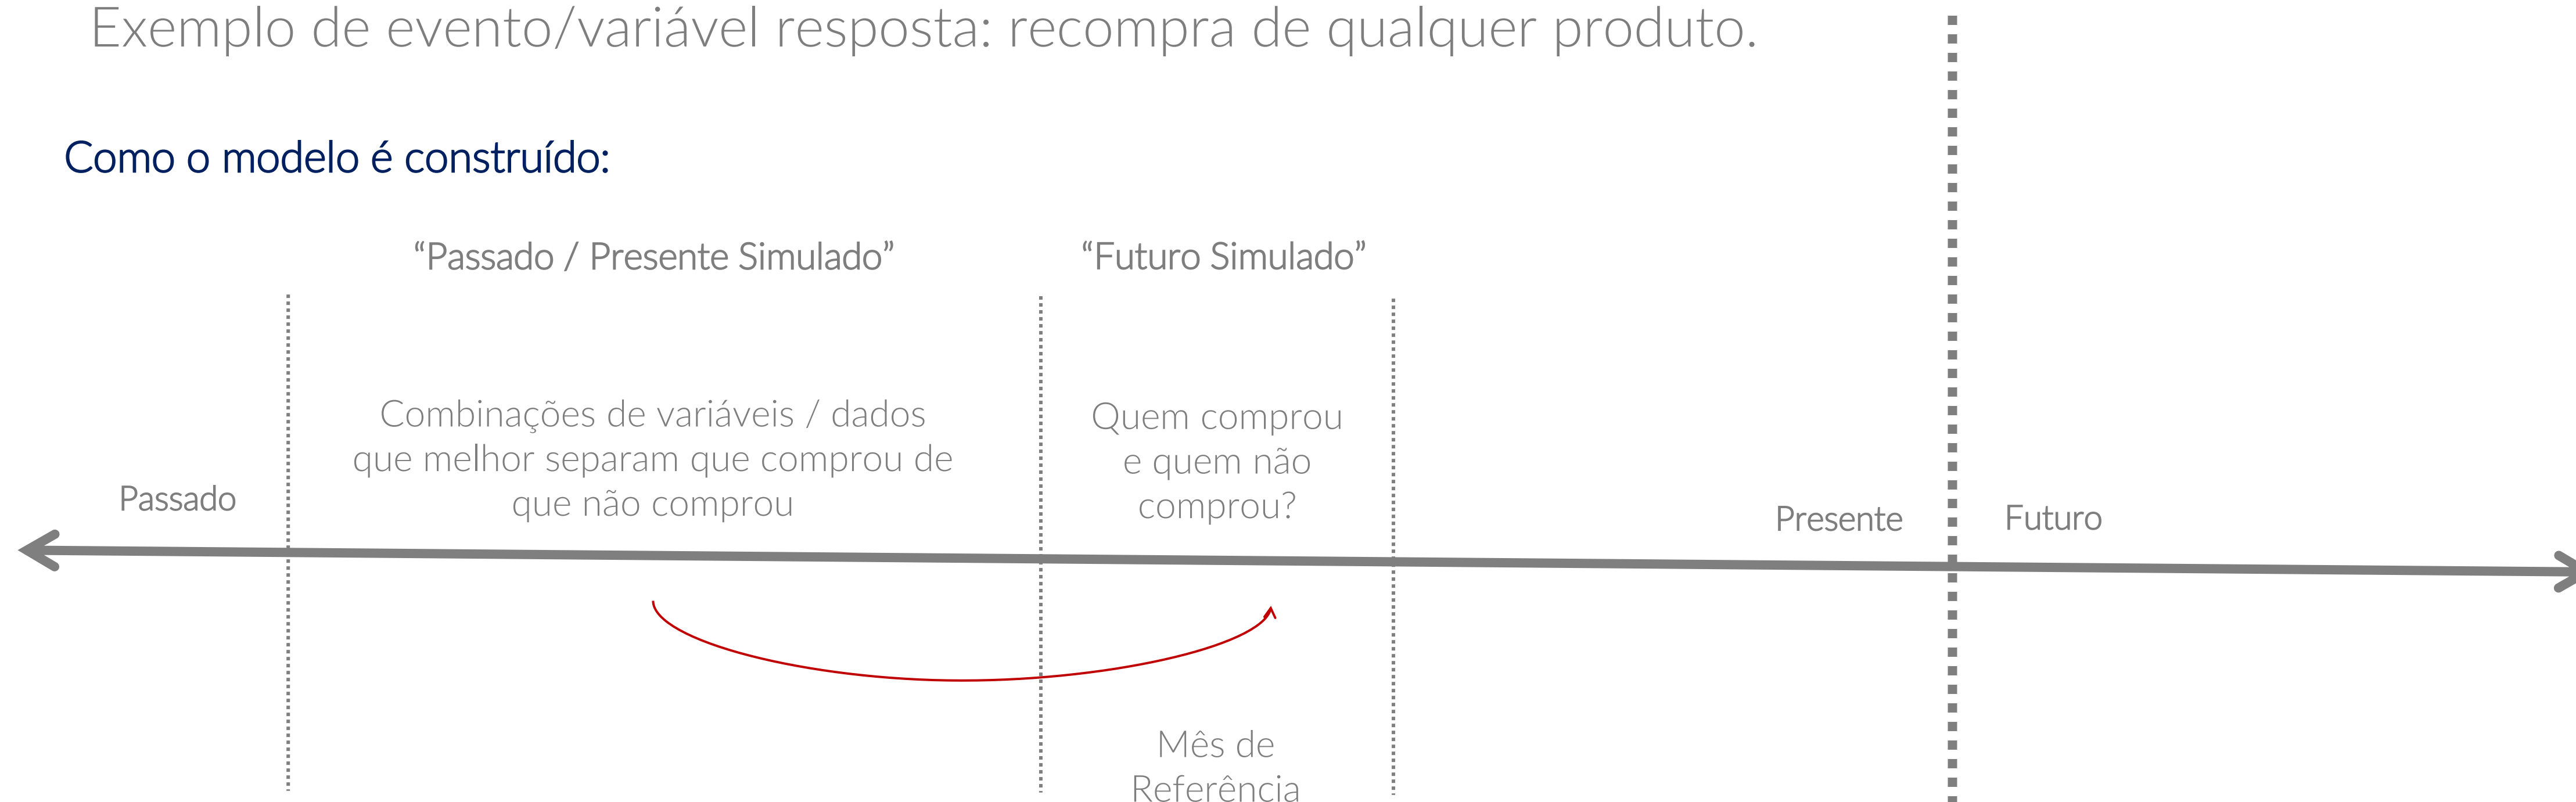 Exemplo de evento/variável resposta: recompra de qualquer produto.
Como o modelo é construído:
“Passado / Presente Simulado”
“Futuro Simulado”
Combinações de variáveis / dados
que melhor separam que comprou de
que não comprou
Quem comprou
e quem não
comprou?
Passado
Presente
Futuro
Mês de
Referência